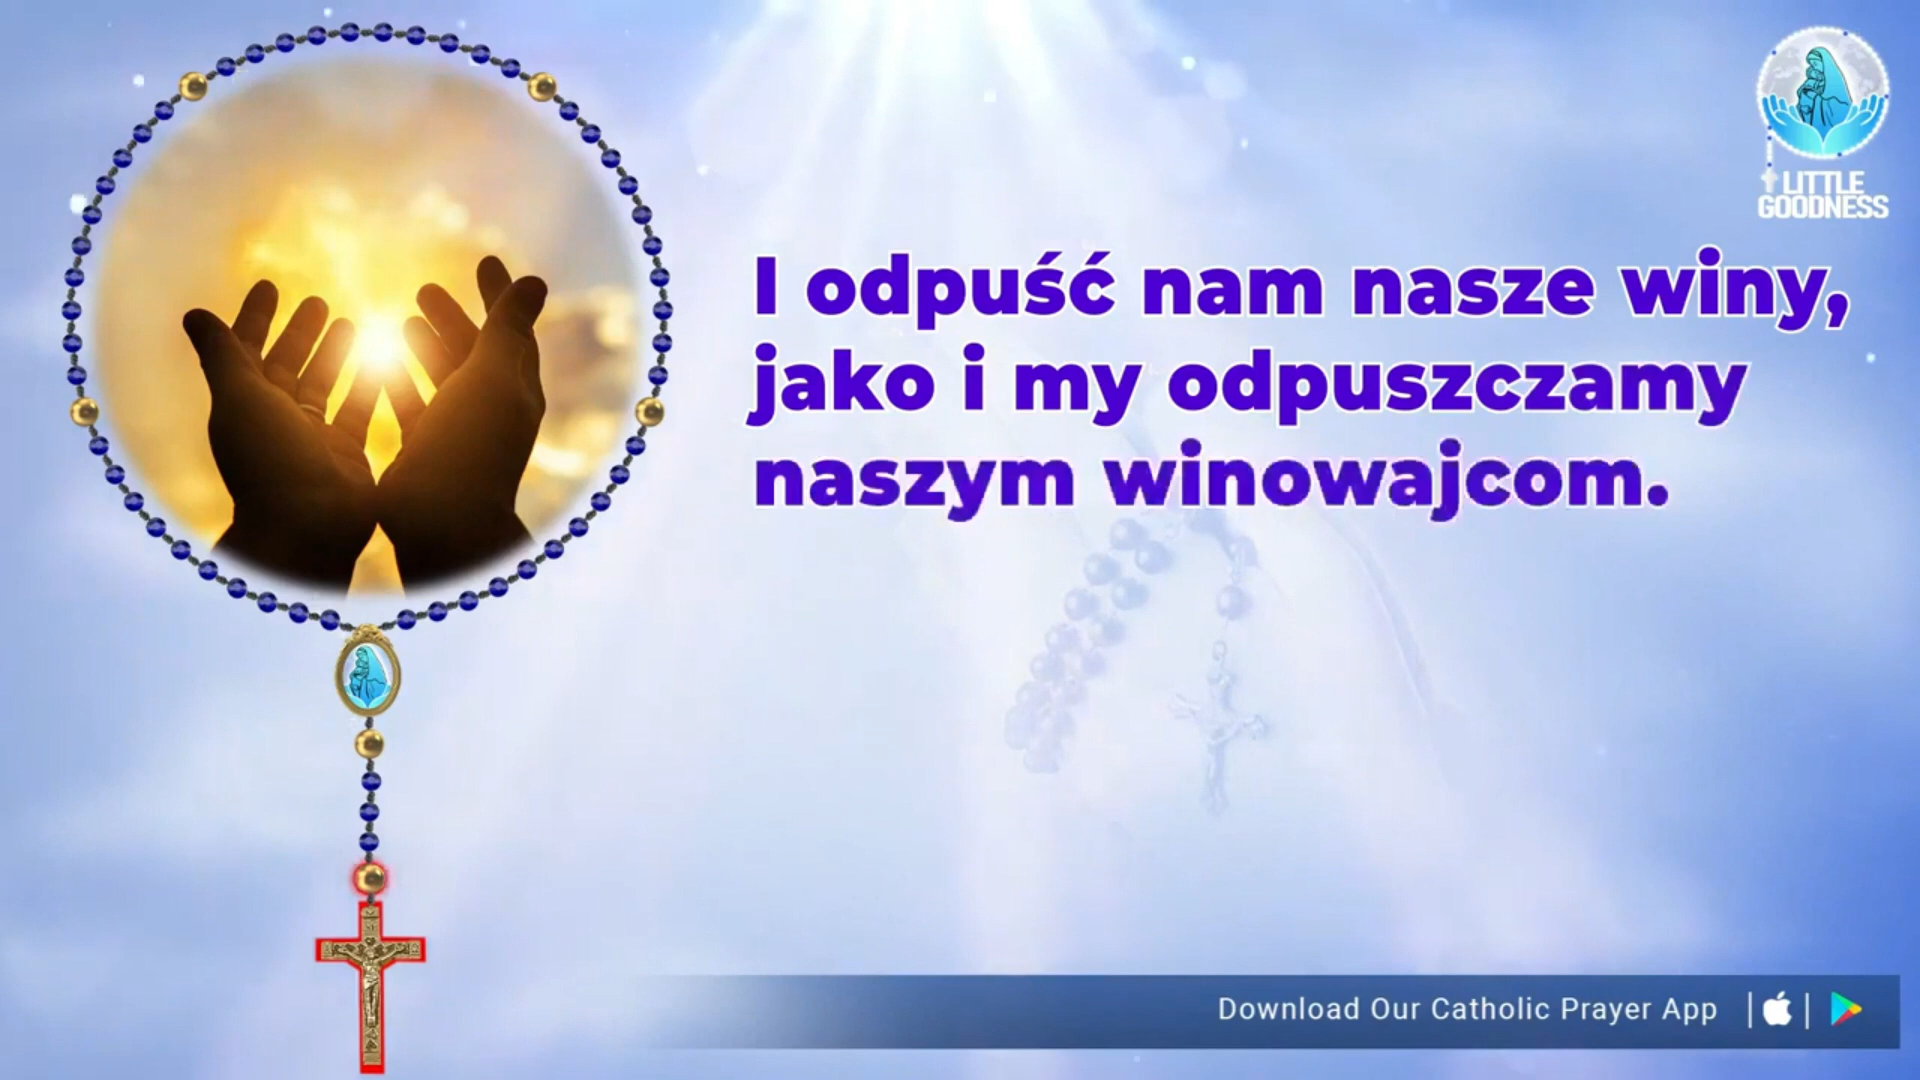 LITTLE
GOODNESS
I odpuść nam nasze winy,
jako i my odpuszczamy
naszym winowajcom.
Download Our Catholic Prayer App